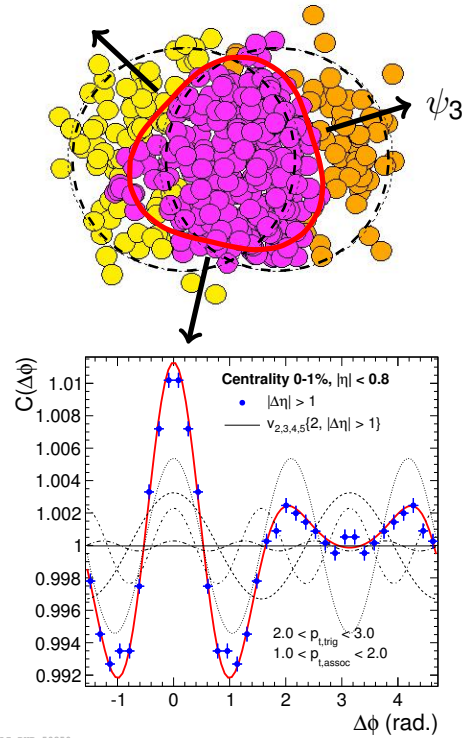 ψ3
C(Δϕ)
1.01
1.008
1.006
1.004
1.002
1
0.998
0.996
0.994
0.992
Centrality 0-1%, |η| < 0.8
|Δη| > 1
v2,3,4,5{2, |Δη| > 1}
2.0 < pt,trig < 3.0
1.0 < pt,assoc < 2.0
-1 0 1 2 3 4
Δϕ (rad.)